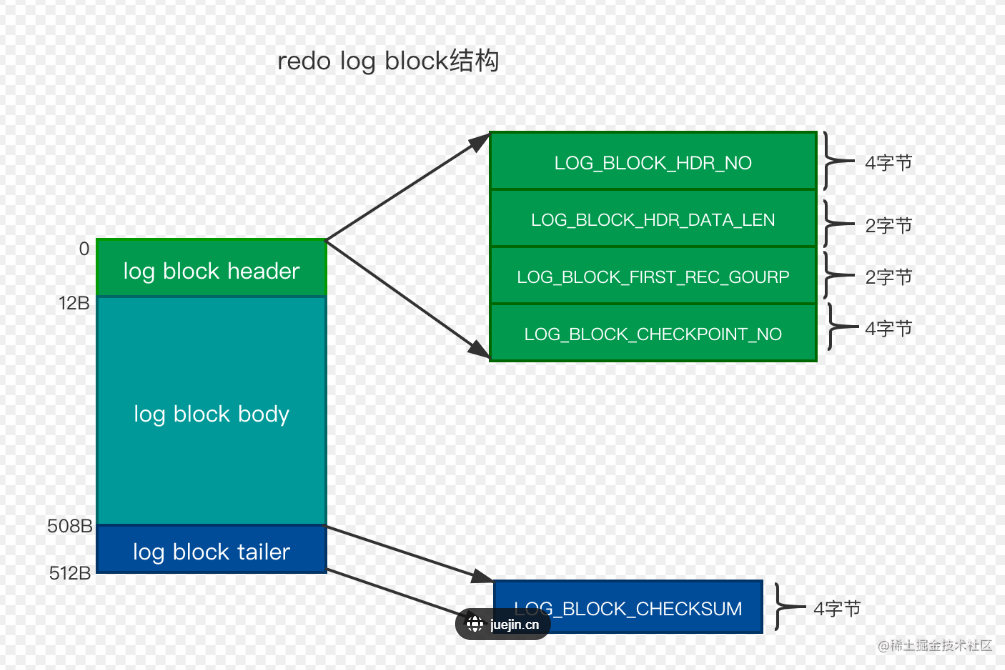 redo log block结构
LOG_BLOCK_HDR_NO
4字节
LOG_BLOCK_HDR_DATA_LEN
2字节
LOG_BLOCK_FIRST_REC_GOURP
2字节
LOG_BLOCK_CHECKPOINT_NO
4字节
0
log block header
12B
log block body
508B
log block tailer
512B
LOG_BLOCK_CHECKSUM
4字节
juejin.cn
@稀土掘金技术社区